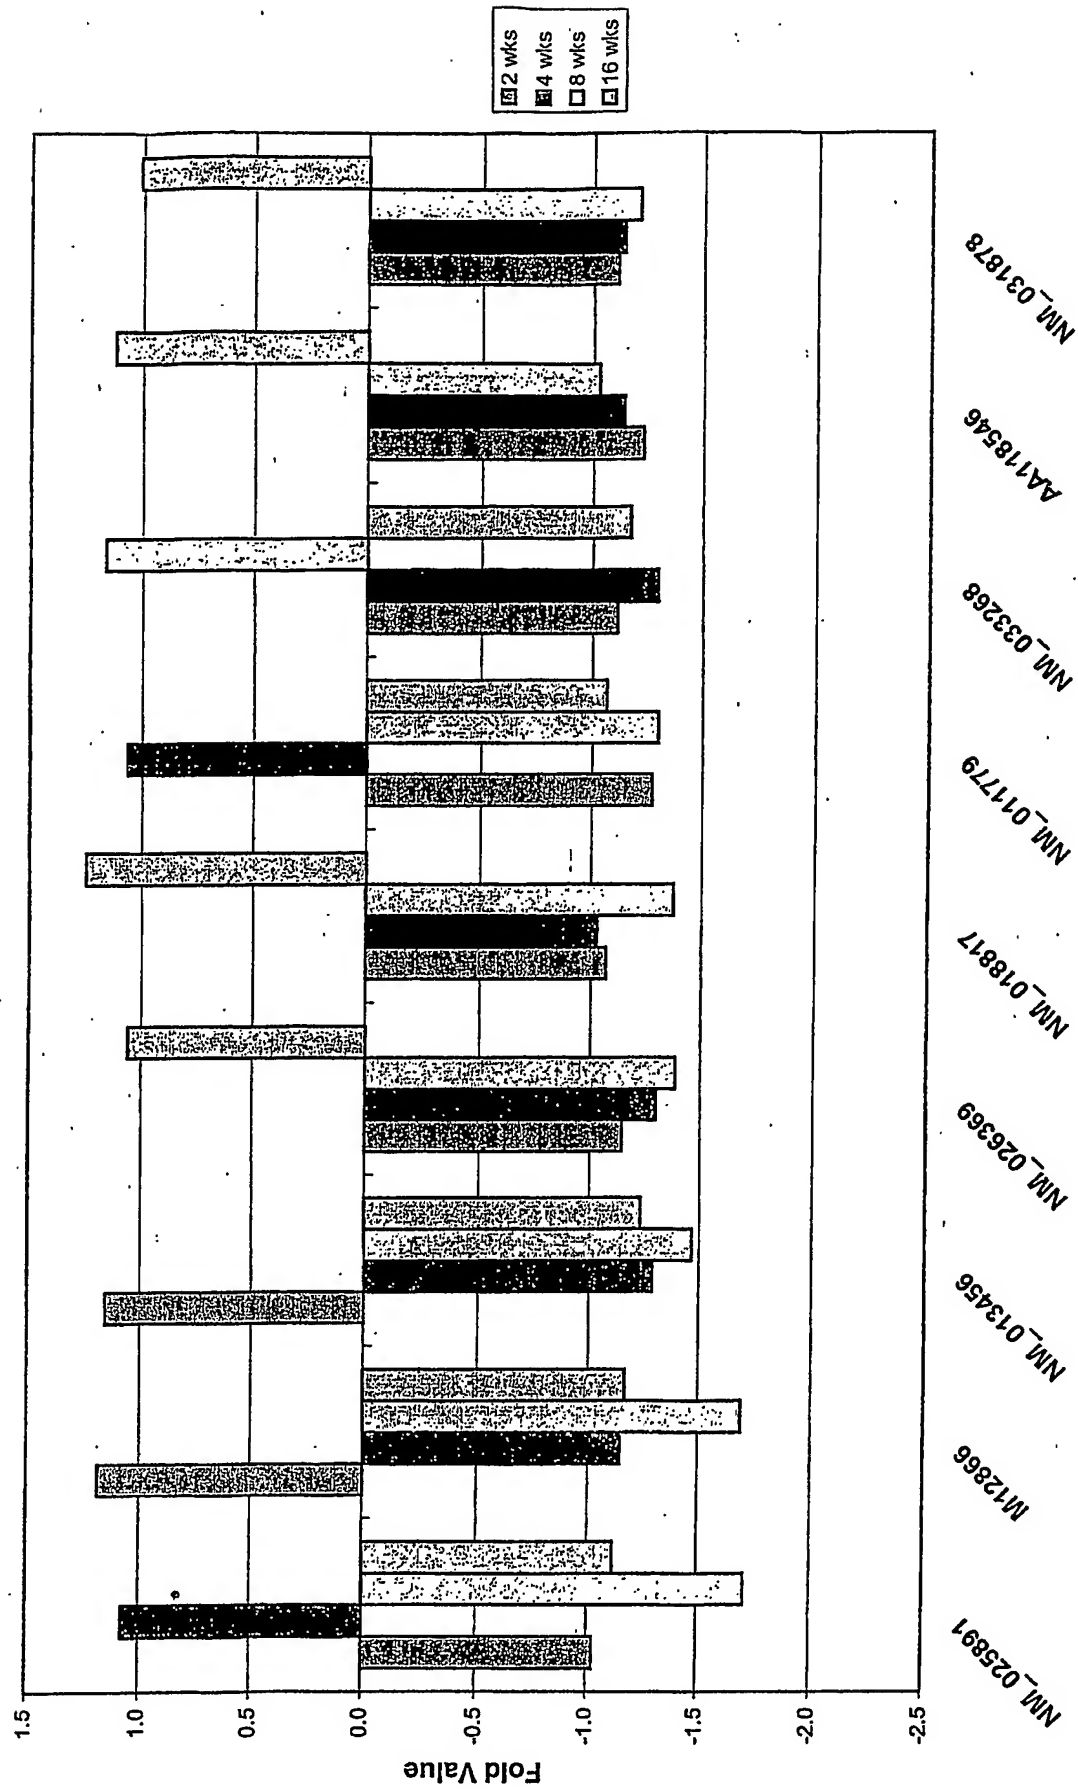 Fold Value
1.5
1.0
0.5
0.0
-0.5
-1.0
-1.5
-2.0
-2.5
NM_025891
M12866
NM_013456
NM_026369
NM_018817
NM_011779
NM_033268
AA118546
NM_031878
2 wks
4 wks
8 wks
16 wks